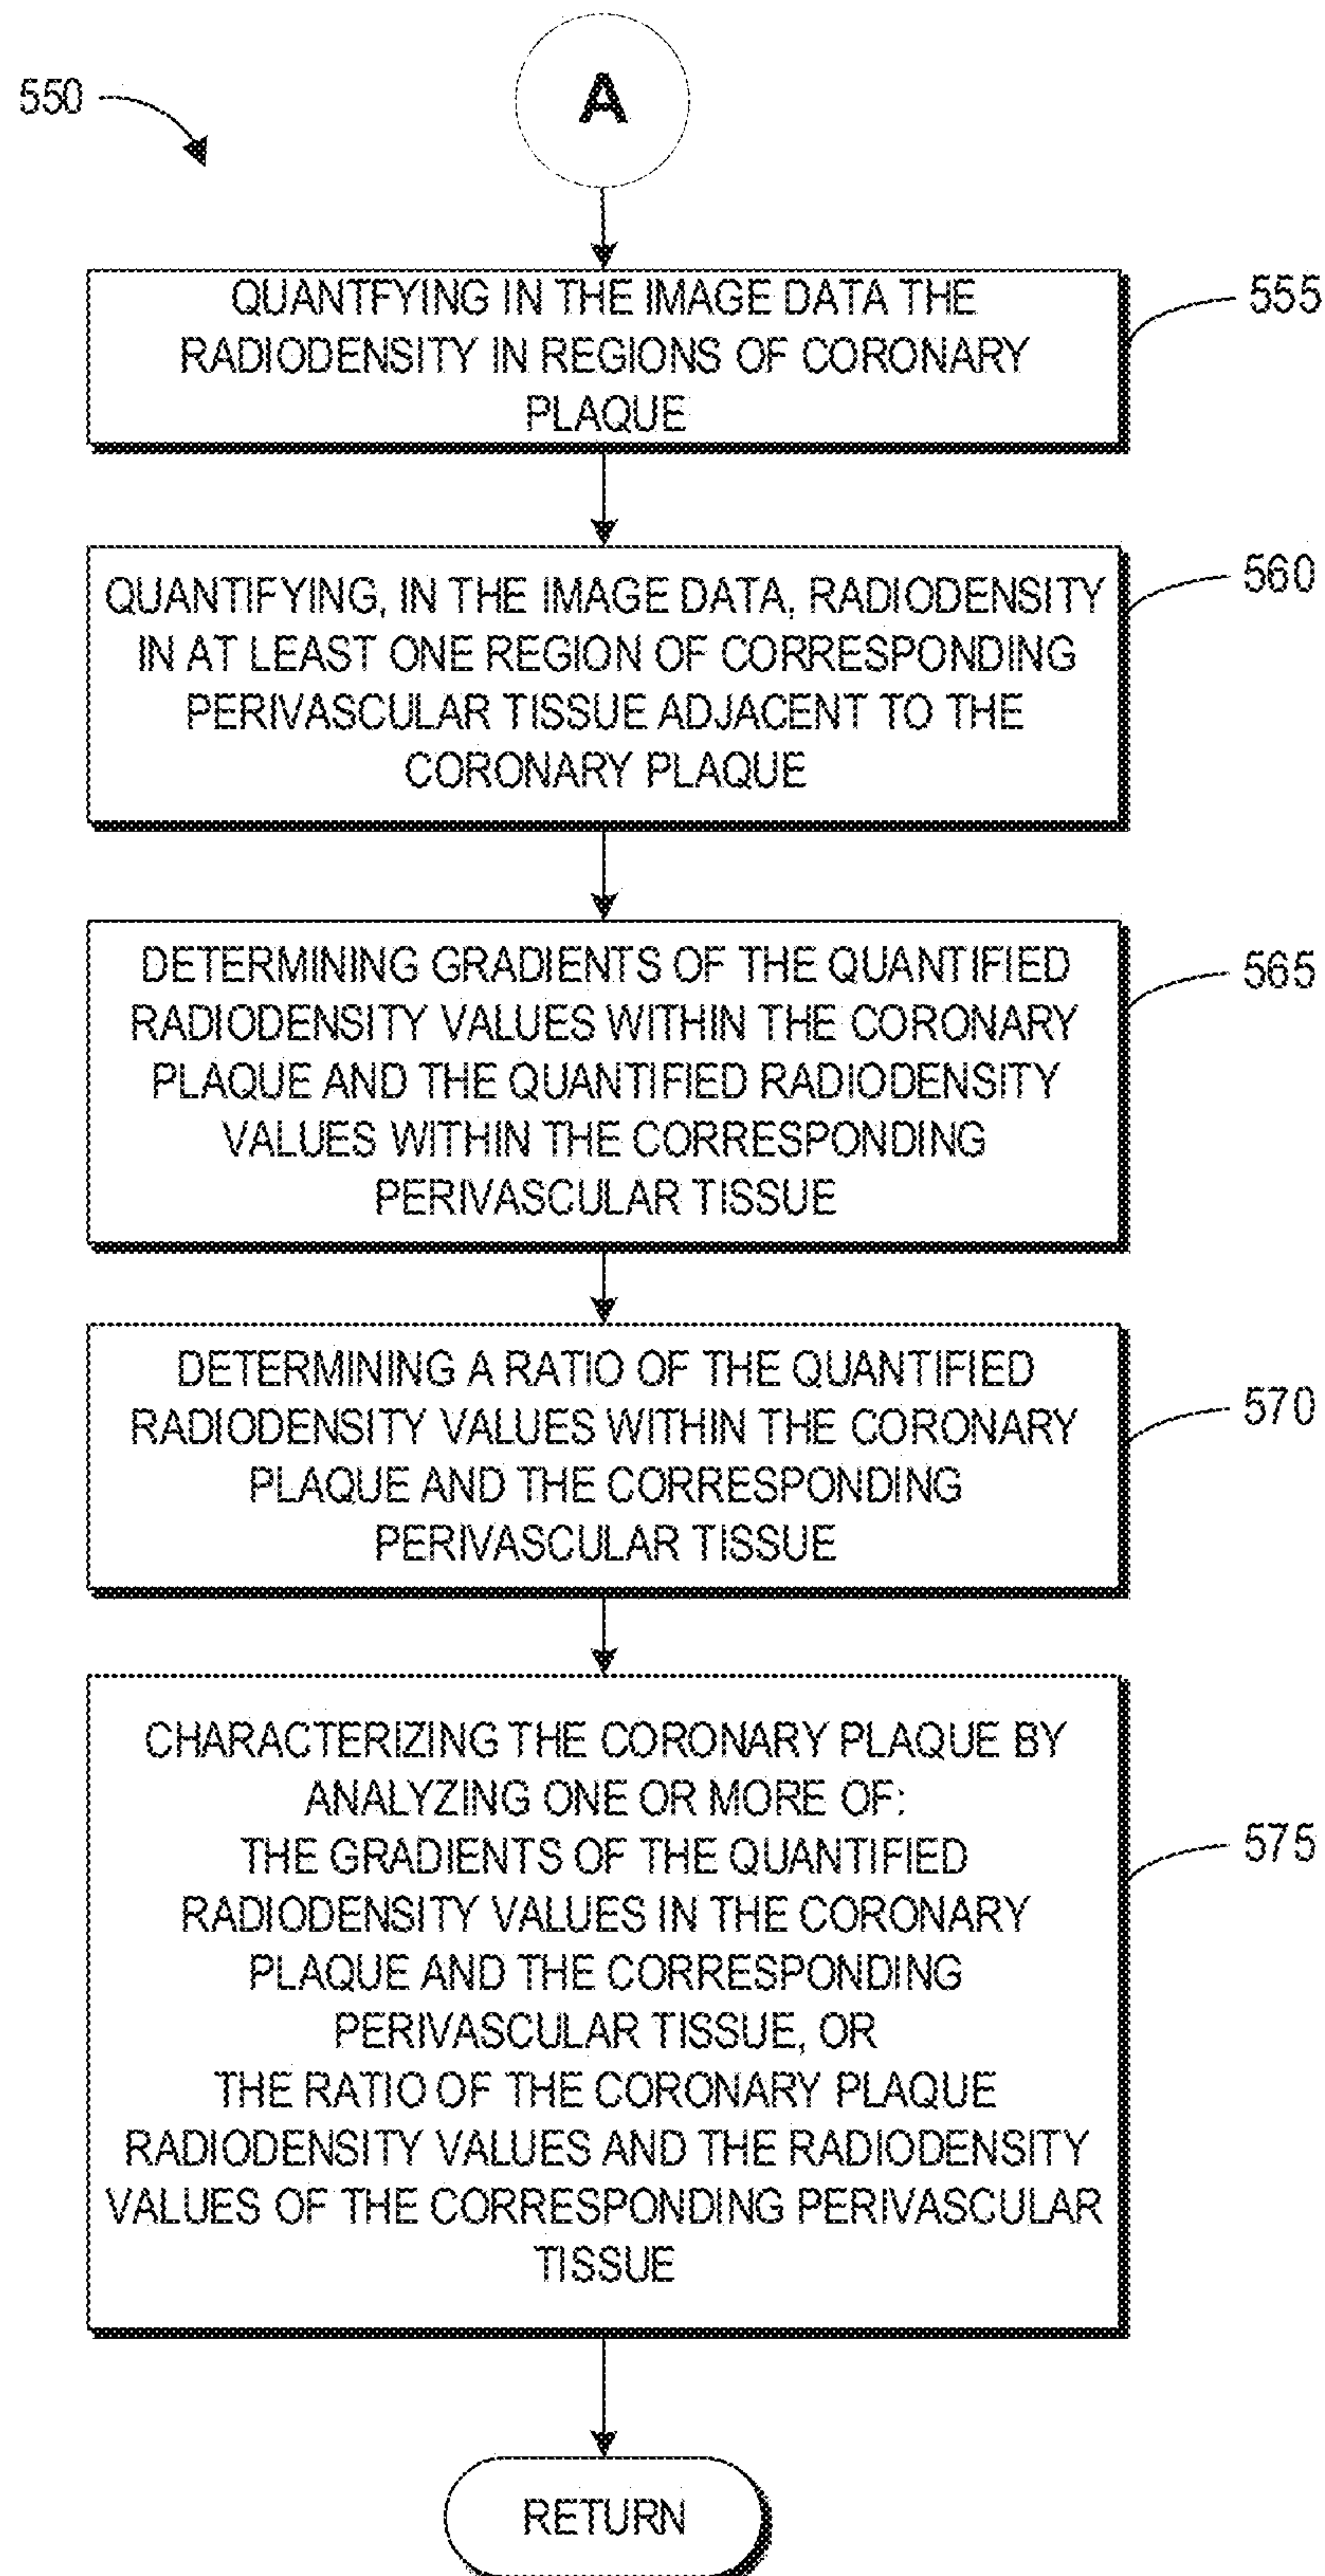 550
A
QUANTFYING IN THE IMAGE DATA THE
RADIODENSITY IN REGIONS OF CORONARY
PLAQUE
555
QUANTIFYING, IN THE IMAGE DATA, RADIODENSITY
IN AT LEAST ONE REGION OF CORRESPONDING
PERIVASCULAR TISSUE ADJACENT TO THE
CORONARY PLAQUE
560
DETERMINING GRADIENTS OF THE QUANTIFIED
RADIODENSITY VALUES WITHIN THE CORONARY
PLAQUE AND THE QUANTIFIED RADIODENSITY
VALUES WITHIN THE CORRESPONDING
PERIVASCULAR TISSUE
565
DETERMINING A RATIO OF THE QUANTIFIED
RADIODENSITY VALUES WITHIN THE CORONARY
PLAQUE AND THE CORRESPONDING
PERIVASCULAR TISSUE
570
CHARACTERIZING THE CORONARY PLAQUE BY
ANALYZING ONE OR MORE OF:
THE GRADIENTS OF THE QUANTIFIED
RADIODENSITY VALUES IN THE CORONARY
PLAQUE AND THE CORRESPONDING
PERIVASCULAR TISSUE, OR
THE RATIO OF THE CORONARY PLAQUE
RADIODENSITY VALUES AND THE RADIODENSITY
VALUES OF THE CORRESPONDING PERIVASCULAR
TISSUE
575
RETURN